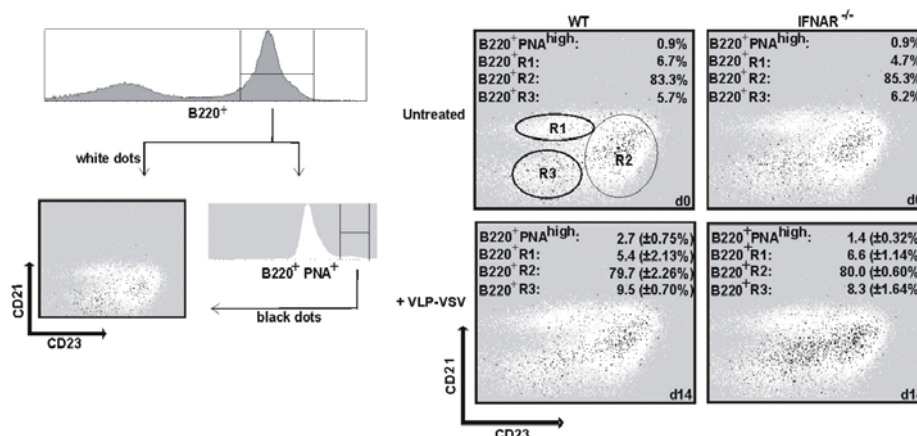 B220+
white dots
B220+ PNA+
black dots
CD21
CD23
WT
IFNAR -/-
Untreated
B220+ PNAhigh: 0.9%
B220+ R1: 6.7%
B220+ R2: 83.3%
B220+ R3: 5.7%
R1
R2
R3
d0
B220+ PNAhigh: 0.9%
B220+ R1: 4.7%
B220+ R2: 85.3%
B220+ R3: 6.2%
+ VLP-VSV
B220+ PNAhigh: 2.7 (±0.75%)
B220+ R1: 5.4 (±2.13%)
B220+ R2: 79.7 (±2.26%)
B220+ R3: 9.5 (±0.70%)
d14
B220+ PNAhigh: 1.4 (±0.32%)
B220+ R1: 6.6 (±1.14%)
B220+ R2: 80.0 (±0.60%)
B220+ R3: 8.3 (±1.64%)
CD21
CD23